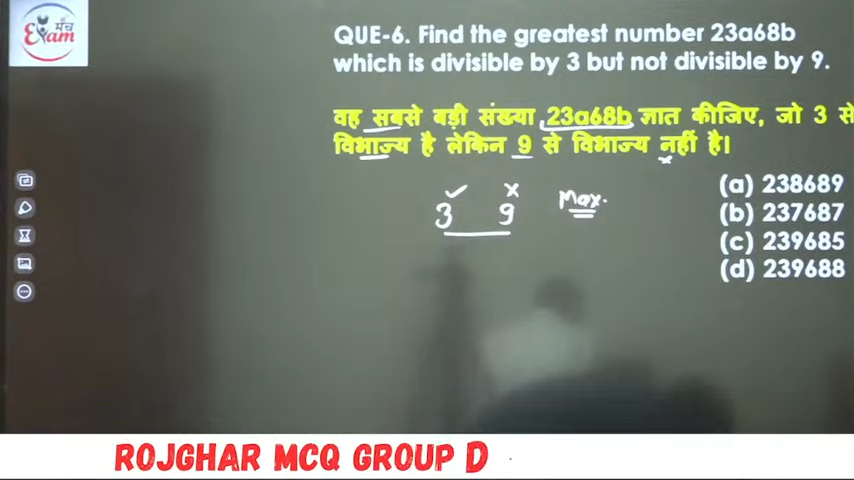 Exam मंच
QUE-6. Find the greatest number 23a68b
which is divisible by 3 but not divisible by 9.
वह सबसे बड़ी संख्या 23a68b ज्ञात कीजिए, जो 3 से
विभाज्य है लेकिन 9 से विभाज्य नहीं है।
3 9 Max.
(a) 238689
(b) 237687
(c) 239685
(d) 239688
ROJGHAR MCQ GROUP D